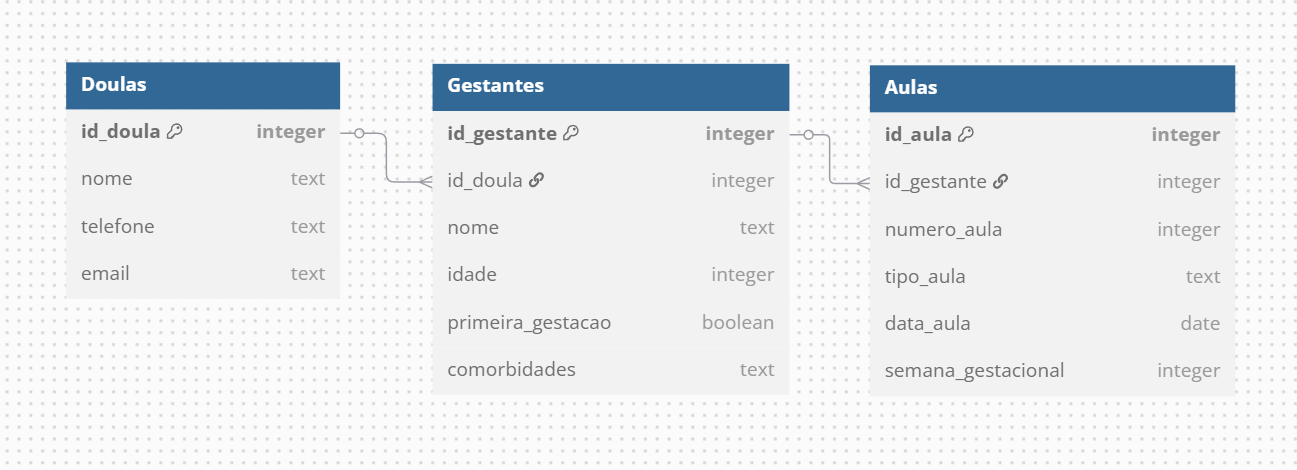 Doulas
id_doula integer
nome text
telefone text
email text
Gestantes
id_gestante integer
id_doula integer
nome text
idade integer
primeira_gestacao boolean
comorbidades text
Aulas
id_aula integer
id_gestante integer
numero_aula integer
tipo_aula text
data_aula date
semana_gestacional integer